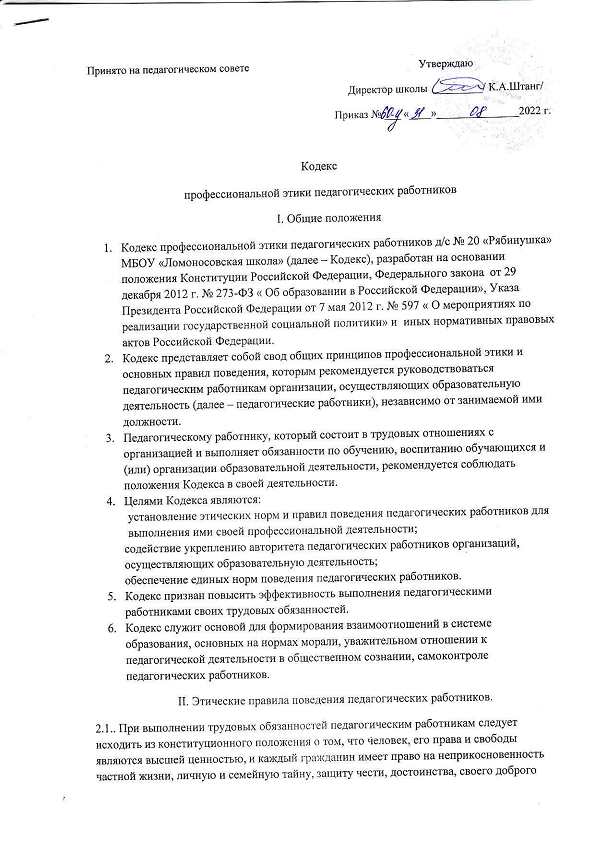 Принято на педагогическом совете
Утверждаю
Директор школы К.А.Штанг/
Приказ № « 31 » 08 2022 г.
Кодекс
профессиональной этики педагогических работников
I. Общие положения
1. Кодекс профессиональной этики педагогических работников д/с № 20 «Рябинушка»
МБОУ «Ломоносовская школа» (далее – Кодекс), разработан на основании
положения Конституции Российской Федерации, Федерального закона от 29
декабря 2012 г. № 273-ФЗ « Об образовании в Российской Федерации», Указа
Президента Российской Федерации от 7 мая 2012 г. № 597 « О мероприятиях по
реализации государственной социальной политики» и иных нормативных правовых
актов Российской Федерации.
2. Кодекс представляет собой свод общих принципов профессиональной этики и
основных правил поведения, которым рекомендуется руководствоваться
педагогическим работникам организации, осуществляющих образовательную
деятельность (далее – педагогические работники), независимо от занимаемой ими
должности.
3. Педагогическому работнику, который состоит в трудовых отношениях с
организацией и выполняет обязанности по обучению, воспитанию обучающихся и
(или) организации образовательной деятельности, рекомендуется соблюдать
положения Кодекса в своей деятельности.
4. Целями Кодекса являются:
установление этических норм и правил поведения педагогических работников для
выполнения ими своей профессиональной деятельности;
содействие укреплению авторитета педагогических работников организаций,
осуществляющих образовательную деятельность;
обеспечение единых норм поведения педагогических работников.
5. Кодекс призван повысить эффективность выполнения педагогическими
работниками своих трудовых обязанностей.
6. Кодекс служит основой для формирования взаимоотношений в системе
образования, основных на нормах морали, уважительном отношении к
педагогической деятельности в общественном сознании, самоконтроле
педагогических работников.
II. Этические правила поведения педагогических работников.
2.1.. При выполнении трудовых обязанностей педагогическим работникам следует
исходить из конституционного положения о том, что человек, его права и свободы
являются высшей ценностью, и каждый гражданин имеет право на неприкосновенность
частной жизни, личную и семейную тайну, защиту чести, достоинства, своего доброго